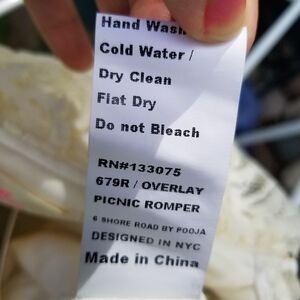 Hand Wash
Cold Water /
Dry Clean
Flat Dry
Do not Bleach
RN#133075
679R / OVERLAY
PICNIC ROMPER
6 SHORE ROAD BY POOJA
DESIGNED IN NYC
Made in China